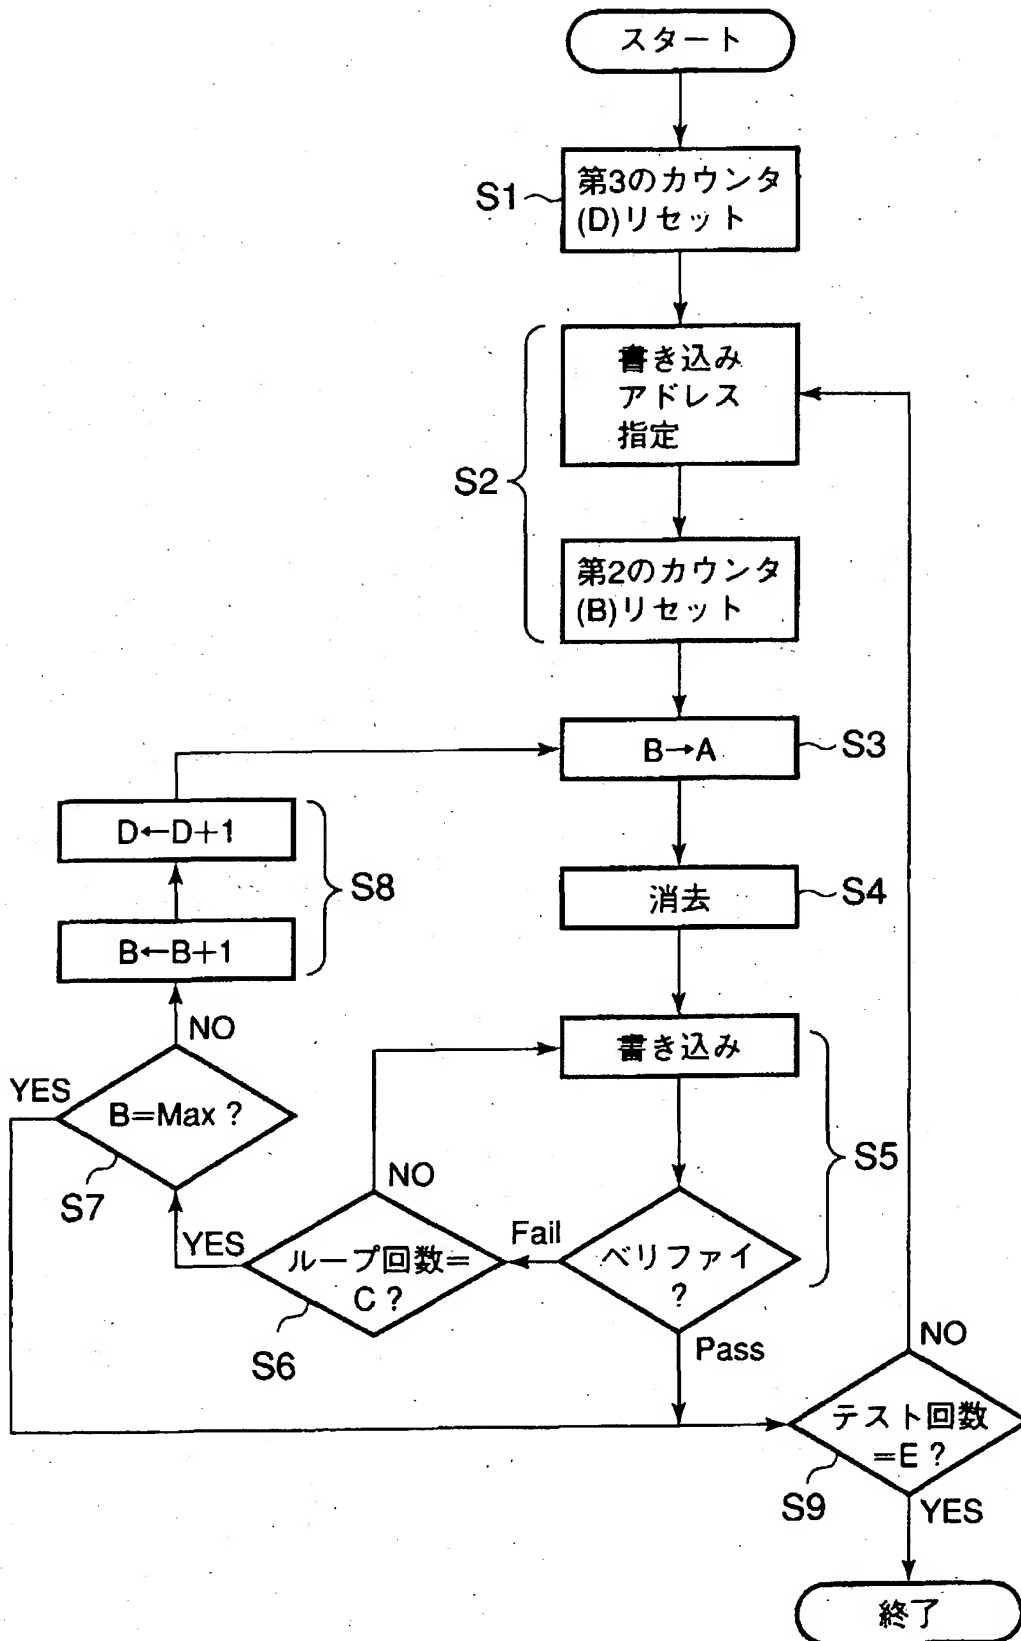 スタート
S1
第3のカウンタ
(D)リセット
書き込み
アドレス
指定
S2
第2のカウンタ
(B)リセット
B→A
S3
D←D+1
S8
消去
S4
B←B+1
NO
書き込み
YES
B=Max ?
S7
NO
S5
YES
ループ回数=
C ?
S6
Fail
ベリファイ
?
Pass
NO
テスト回数
=E ?
S9
YES
終了